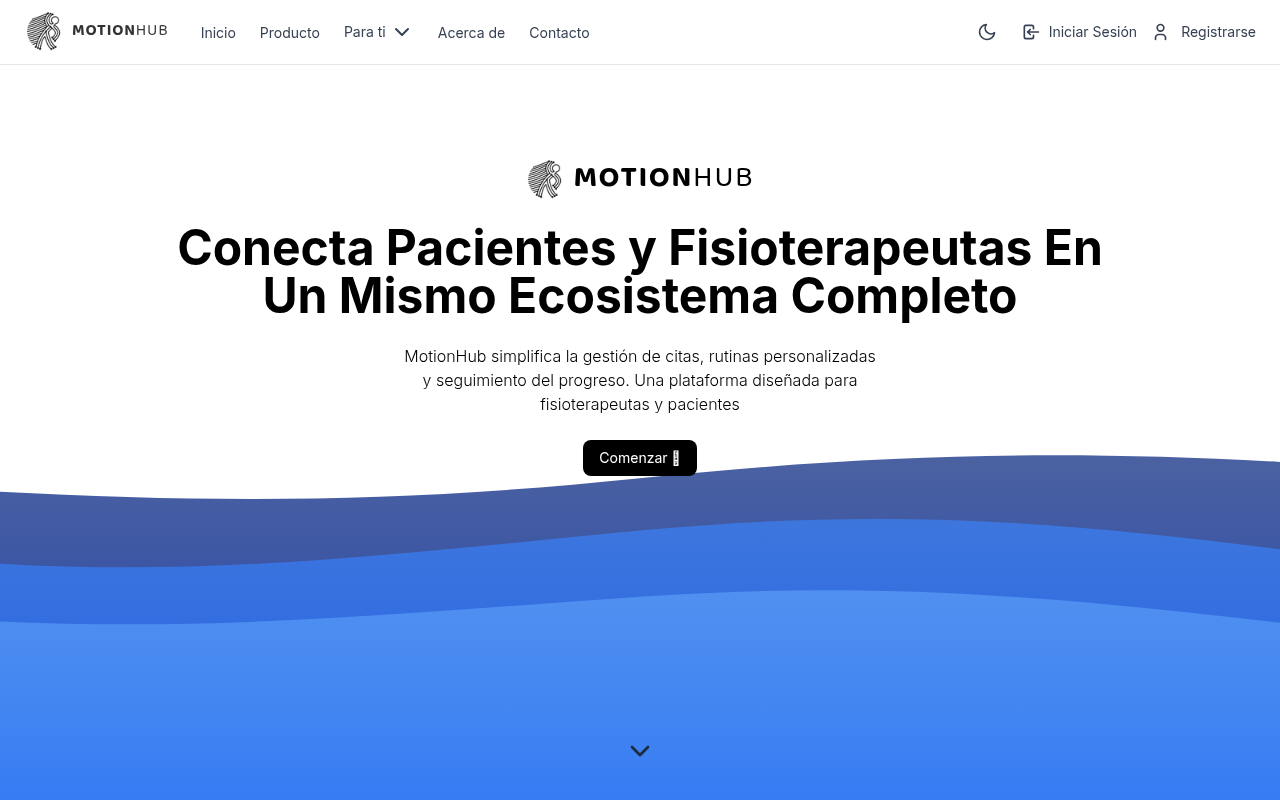 MOTIONHUB
Inicio
Producto
Para ti
Acerca de
Contacto
Iniciar Sesión
Registrarse
MOTIONHUB
Conecta Pacientes y Fisioterapeutas En
Un Mismo Ecosistema Completo
MotionHub simplifica la gestión de citas, rutinas personalizadas
y seguimiento del progreso. Una plataforma diseñada para
fisioterapeutas y pacientes
Comenzar